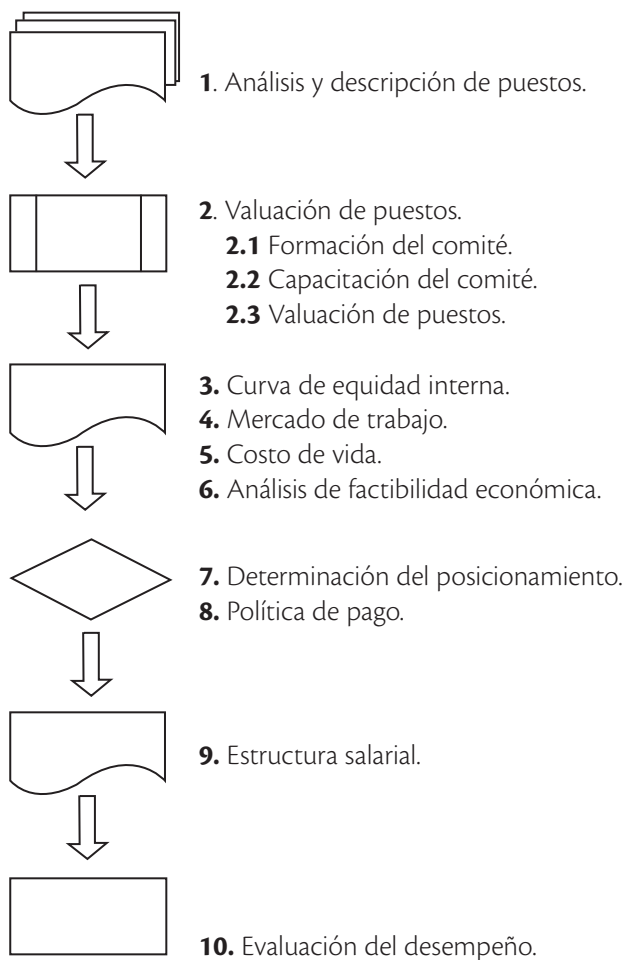 1. Análisis y descripción de puestos.
2. Valuación de puestos.
2.1 Formación del comité.
2.2 Capacitación del comité.
2.3 Valuación de puestos.
3. Curva de equidad interna.
4. Mercado de trabajo.
5. Costo de vida.
6. Análisis de factibilidad económica.
7. Determinación del posicionamiento.
8. Política de pago.
9. Estructura salarial.
10. Evaluación del desempeño.